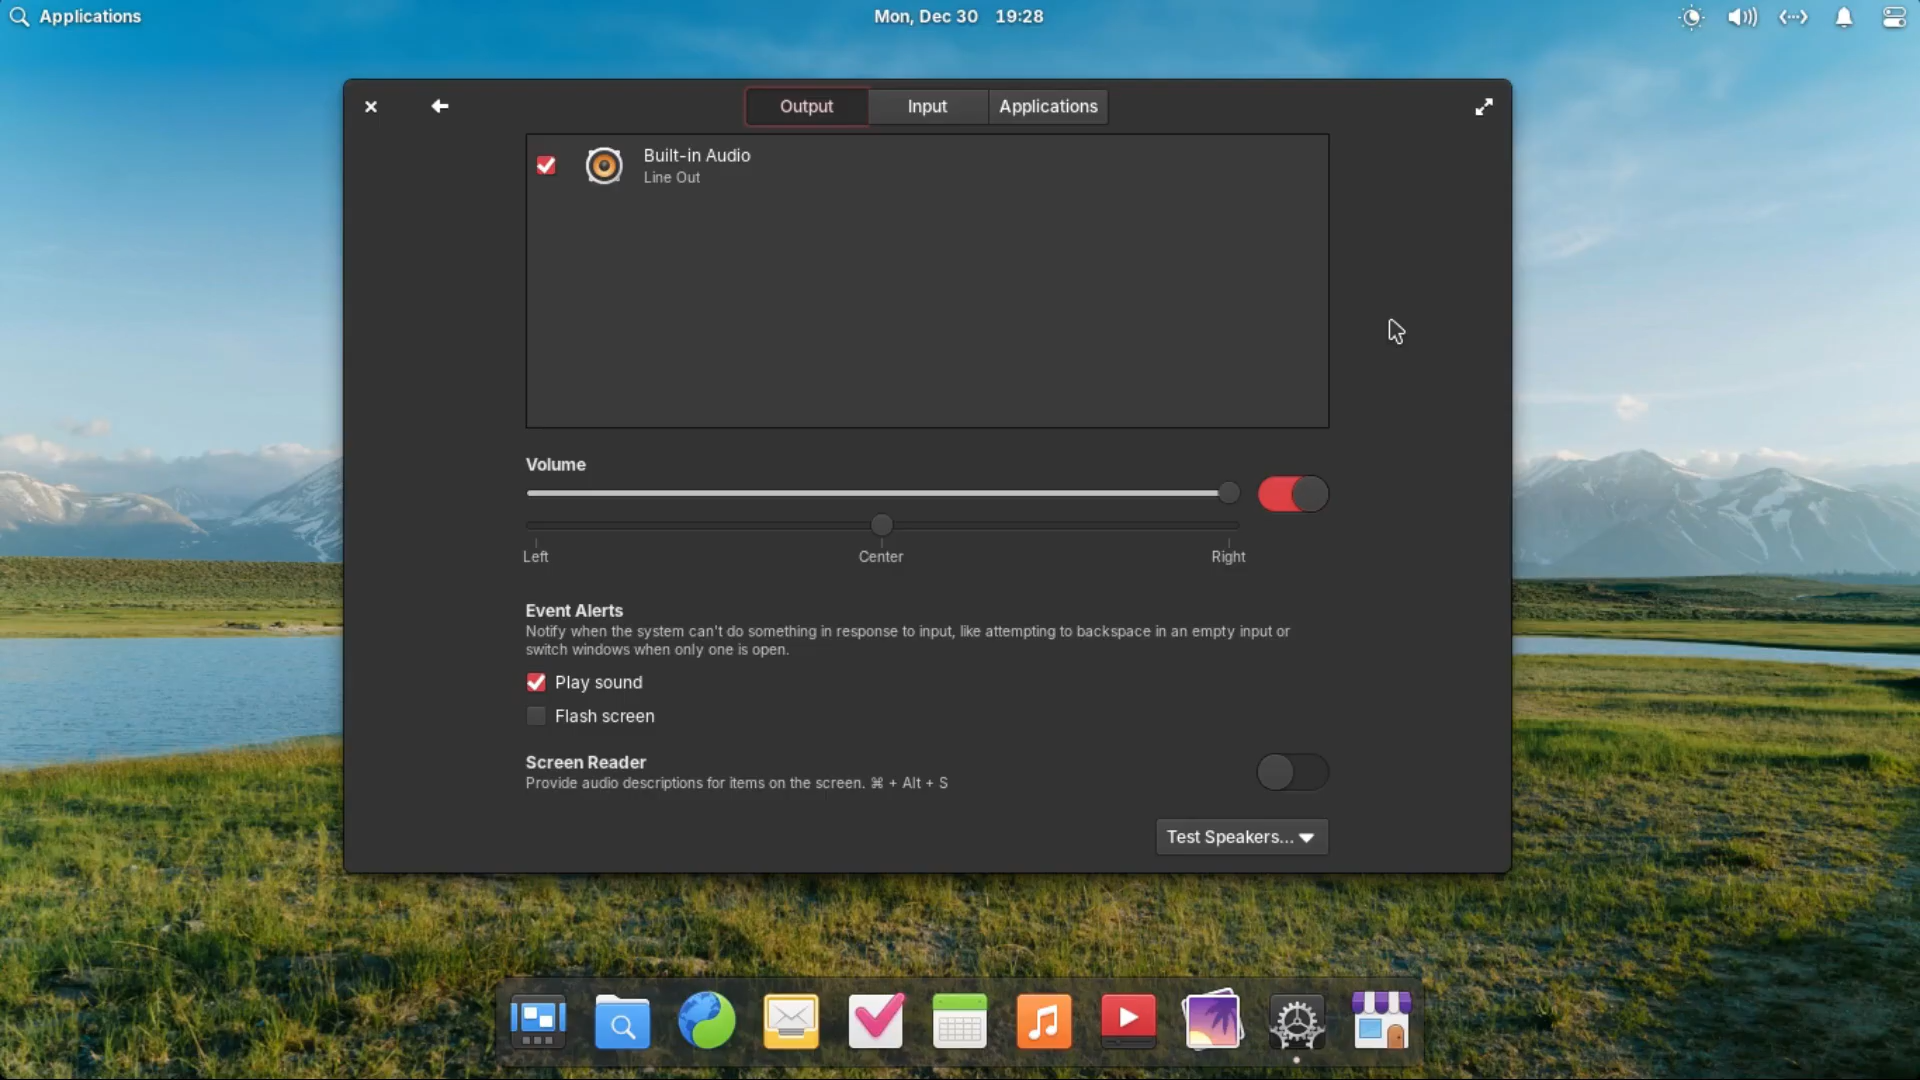 Applications
Mon, Dec 30 19:28
Output
Input
Applications
Built-in Audio
Line Out
Volume
Left
Center
Right
Event Alerts
Notify when the system can't do something in response to input, like attempting to backspace in an empty input or
switch windows when only one is open.
Play sound
Flash screen
Screen Reader
Provide audio descriptions for items on the screen. ⌘ + Alt + S
Test Speakers...